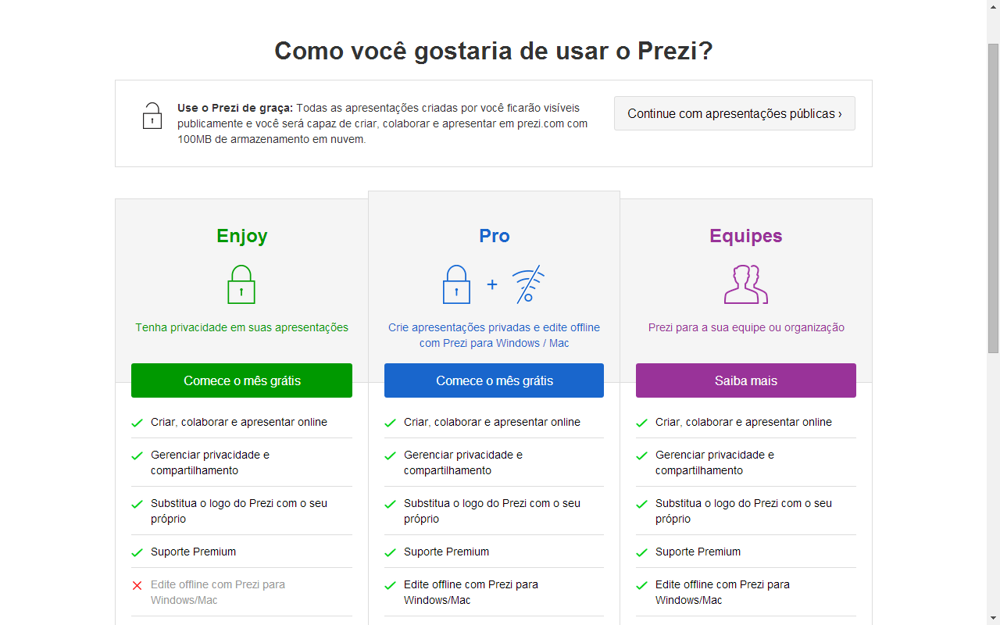 Como você gostaria de usar o Prezi?
Use o Prezi de graça: Todas as apresentações criadas por você ficarão visíveis
publicamente e você será capaz de criar, colaborar e apresentar em prezi.com com
100MB de armazenamento em nuvem.
Continue com apresentações públicas ›
Enjoy
Tenha privacidade em suas apresentações
Comece o mês grátis
Criar, colaborar e apresentar online
Gerenciar privacidade e
compartilhamento
Substitua o logo do Prezi com o seu
próprio
Suporte Premium
Edite offline com Prezi para
Windows/Mac
Pro
Crie apresentações privadas e edite offline
com Prezi para Windows / Mac
Comece o mês grátis
Criar, colaborar e apresentar online
Gerenciar privacidade e
compartilhamento
Substitua o logo do Prezi com o seu
próprio
Suporte Premium
Edite offline com Prezi para
Windows/Mac
Equipes
Prezi para a sua equipe ou organização
Saiba mais
Criar, colaborar e apresentar online
Gerenciar privacidade e
compartilhamento
Substitua o logo do Prezi com o seu
próprio
Suporte Premium
Edite offline com Prezi para
Windows/Mac